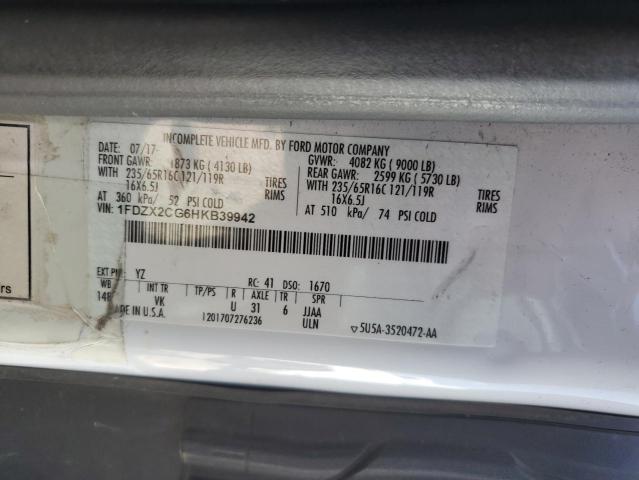 INCOMPLETE VEHICLE MFD. BY FORD MOTOR COMPANY
DATE: 07/17 GVWR: 4082 KG ( 9000 LB)
FRONT GAWR: 1873 KG ( 4130 LB) REAR GAWR: 2599 KG ( 5730 LB)
WITH 235/65R16C 121/119R TIRES WITH 235/65R16C 121/119R TIRES
16X6.5J RIMS 16X6.5J RIMS
AT 360 kPa/ 52 PSI COLD AT 510 kPa/ 74 PSI COLD
VIN: 1FDZX2CG6HKB39942
EXT PNT: YZ RC: 41 DSO: 1670
WB INT TR TP/PS R AXLE TR SPR
VK U 31 6 JJAA
MADE IN U.S.A. 1201707276236 ULN
5U5A-3520472-AA
rs